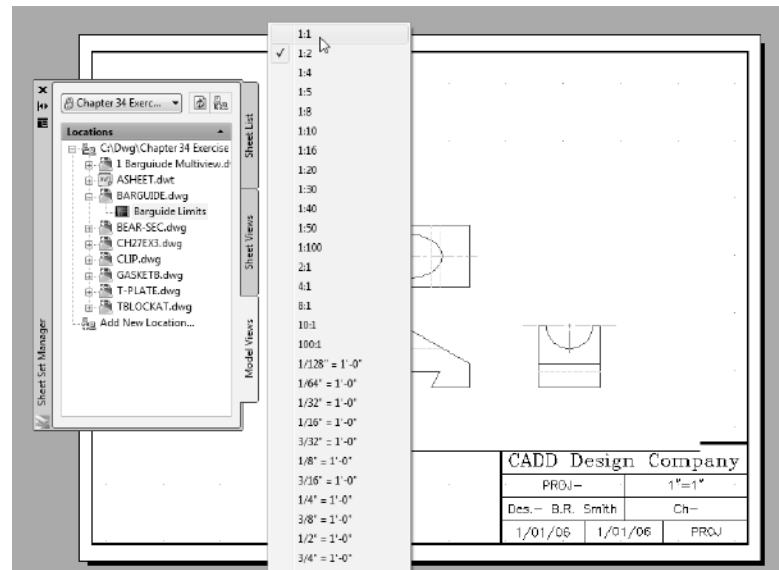 Chapter 34 Exerc...
Locations
C:\Dwg\Chapter 34 Exercise
1 Barguiude Multiview.d
ASHEET.dwt
BARGUIDE.dwg
Barguide Limits
BEAR-SEC.dwg
CH27EX3.dwg
CLIP.dwg
GASKETB.dwg
T-PLATE.dwg
TBLOCKAT.dwg
Add New Location...
Sheet List
Sheet Views
Model Views
Sheet Set Manager
1:1
1:2
1:4
1:5
1:8
1:10
1:16
1:20
1:30
1:40
1:50
1:100
2:1
4:1
8:1
10:1
100:1
1/128" = 1'-0"
1/64" = 1'-0"
1/32" = 1'-0"
1/16" = 1'-0"
3/32" = 1'-0"
1/8" = 1'-0"
3/16" = 1'-0"
1/4" = 1'-0"
3/8" = 1'-0"
1/2" = 1'-0"
3/4" = 1'-0"
CADD Design Company
PROJ- 1"=1"
Des.- B.R. Smith Ch-
1/01/06 1/01/06 PROJ